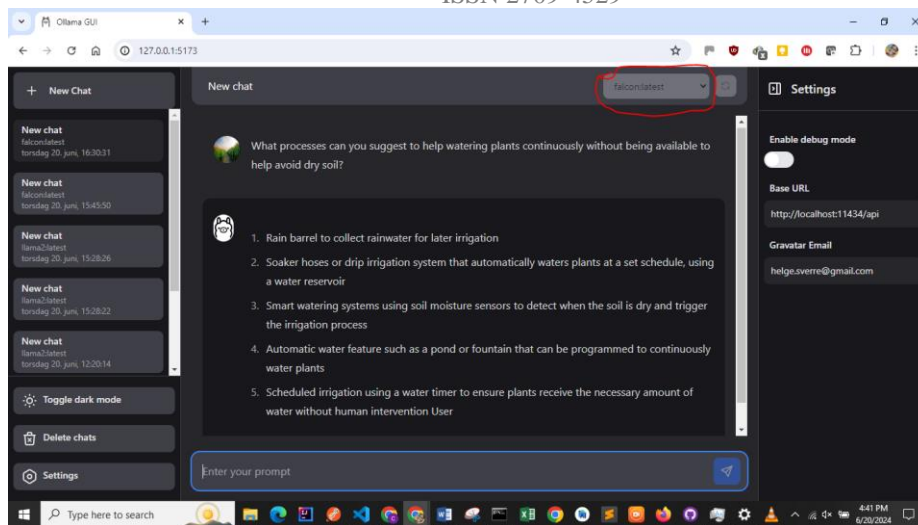 ISSN 2709-4529
Ollama GUI
127.0.0.1:5173
New Chat
New chat
falcon:latest
torsdag 20. juni, 16:30:31
New chat
falcon:latest
torsdag 20. juni, 15:45:50
New chat
llama2:latest
torsdag 20. juni, 15:28:26
New chat
llama2:latest
torsdag 20. juni, 15:28:22
New chat
llama2:latest
torsdag 20. juni, 12:20:14
Toggle dark mode
Delete chats
Settings
New chat
falcon:latest
What processes can you suggest to help watering plants continuously without being available to
help avoid dry soil?
1. Rain barrel to collect rainwater for later irrigation
2. Soaker hoses or drip irrigation system that automatically waters plants at a set schedule, using
a water reservoir
3. Smart watering systems using soil moisture sensors to detect when the soil is dry and trigger
the irrigation process
4. Automatic water feature such as a pond or fountain that can be programmed to continuously
water plants
5. Scheduled irrigation using a water timer to ensure plants receive the necessary amount of
water without human intervention User
Enter your prompt
Settings
Enable debug mode
Base URL
http://localhost:11434/api
Gravatar Email
helge.sverre@gmail.com
Type here to search
4:41 PM
6/20/2024